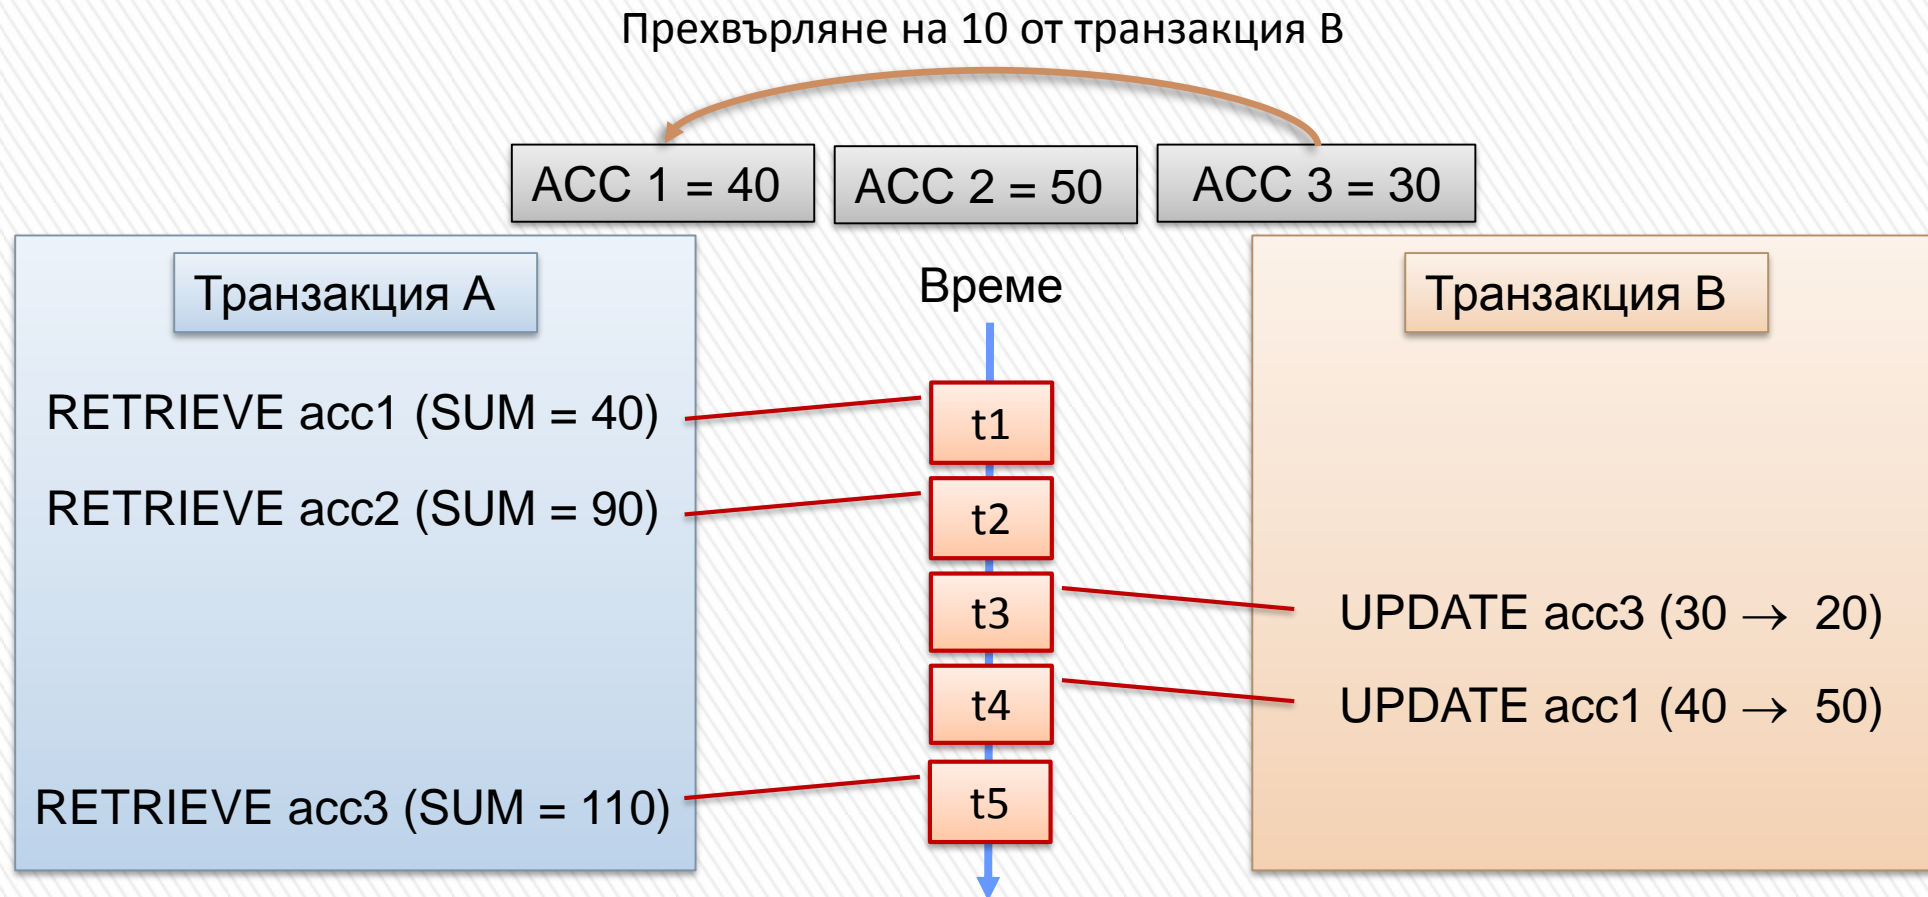 Прехвърляне на 10 от транзакция B
ACC 1 = 40
ACC 2 = 50
ACC 3 = 30
Транзакция A
Време
Транзакция B
RETRIEVE acc1 (SUM = 40)
t1
RETRIEVE acc2 (SUM = 90)
t2
t3
UPDATE acc3 (30 → 20)
t4
UPDATE acc1 (40 → 50)
RETRIEVE acc3 (SUM = 110)
t5